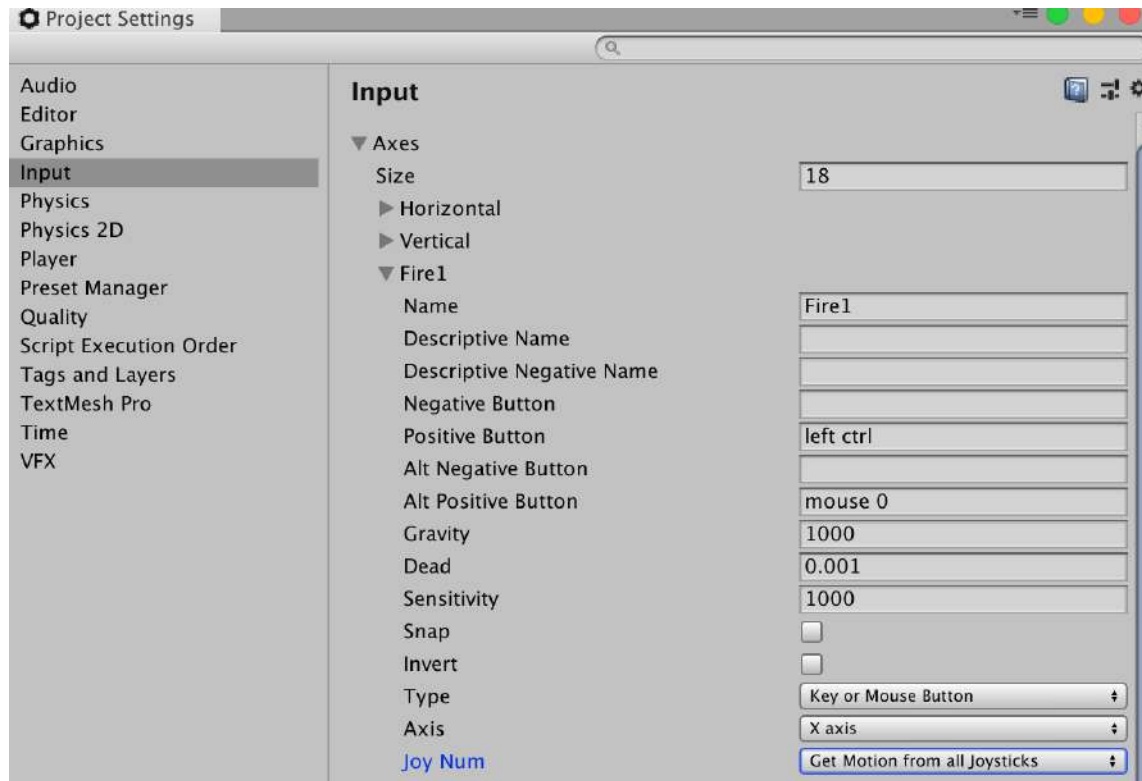 Project Settings
Audio
Editor
Graphics
Input
Physics
Physics 2D
Player
Preset Manager
Quality
Script Execution Order
Tags and Layers
TextMesh Pro
Time
VFX
Input
Axes
Size 18
Horizontal
Vertical
Fire1
Name Fire1
Descriptive Name
Descriptive Negative Name
Negative Button
Positive Button left ctrl
Alt Negative Button
Alt Positive Button mouse 0
Gravity 1000
Dead 0.001
Sensitivity 1000
Snap
Invert
Type Key or Mouse Button
Axis X axis
Joy Num Get Motion from all Joysticks